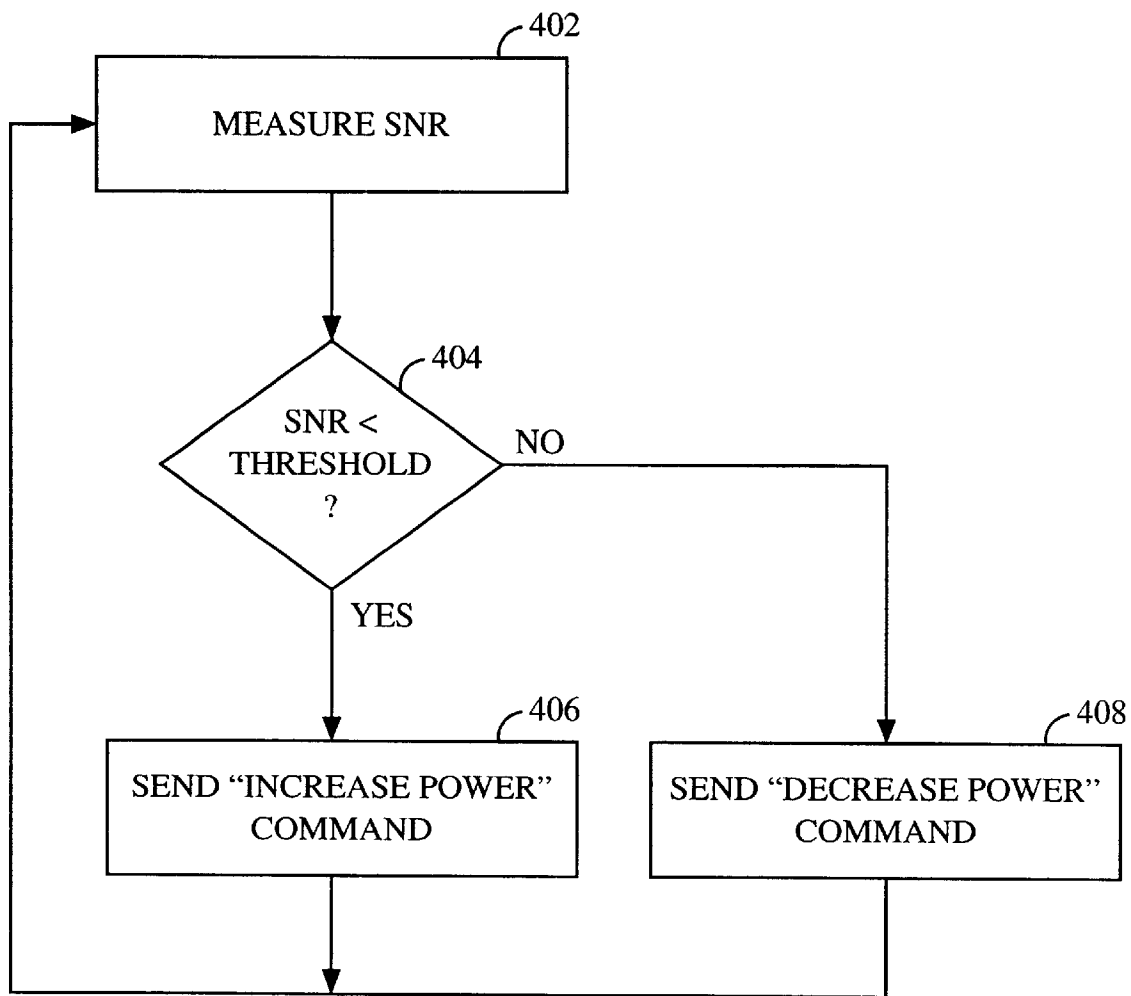 402
MEASURE SNR
404
SNR <
THRESHOLD
?
NO
YES
406
SEND “INCREASE POWER”
COMMAND
408
SEND “DECREASE POWER”
COMMAND